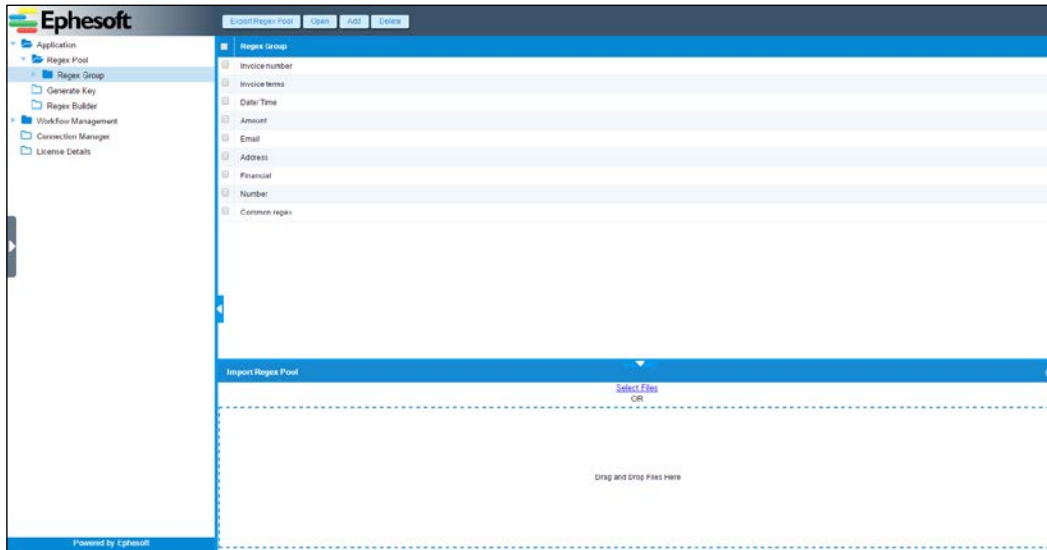 Ephesoft
Export Regex Pool Open Add Delete
Application
Regex Pool
Regex Group
Generate Key
Regex Builder
Workflow Management
Connection Manager
License Details
Powered by Ephesoft
Regex Group
Invoice number
Invoice terms
Date/ Time
Amount
Email
Address
Financial
Number
Common regex
Import Regex Pool
Select Files
OR
Drag and Drop Files Here